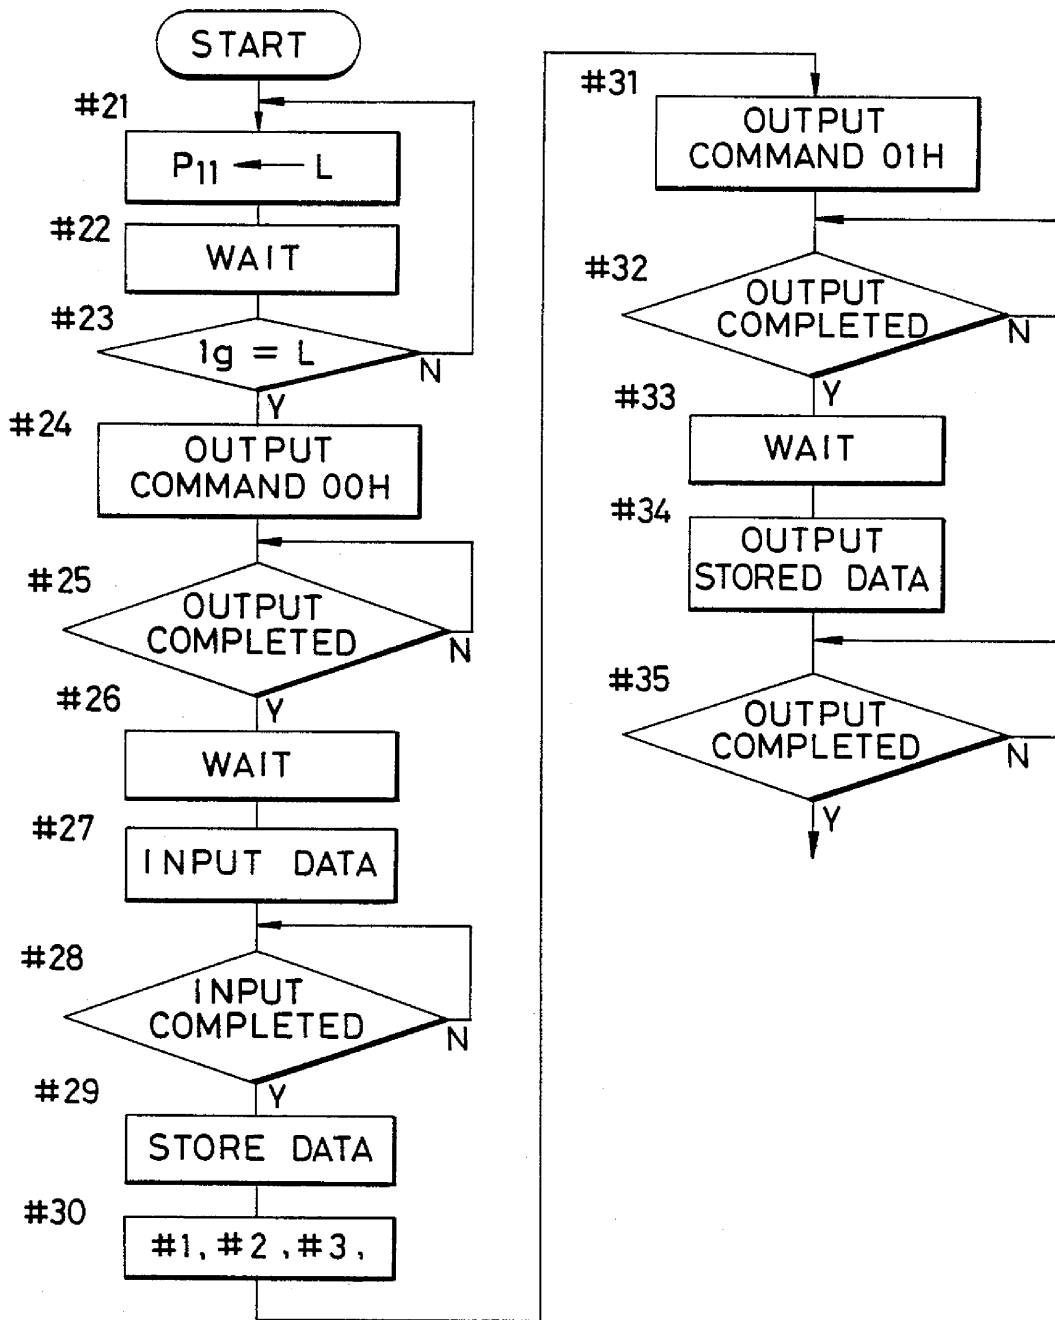 START
#21
P11 ← L
#22
WAIT
#23
1g = L
N
Y
#24
OUTPUT
COMMAND 00H
#25
OUTPUT
COMPLETED
N
Y
#26
WAIT
#27
INPUT DATA
#28
INPUT
COMPLETED
N
Y
#29
STORE DATA
#30
#1, #2, #3,
#31
OUTPUT
COMMAND 01H
#32
OUTPUT
COMPLETED
N
Y
#33
WAIT
#34
OUTPUT
STORED DATA
#35
OUTPUT
COMPLETED
N
Y